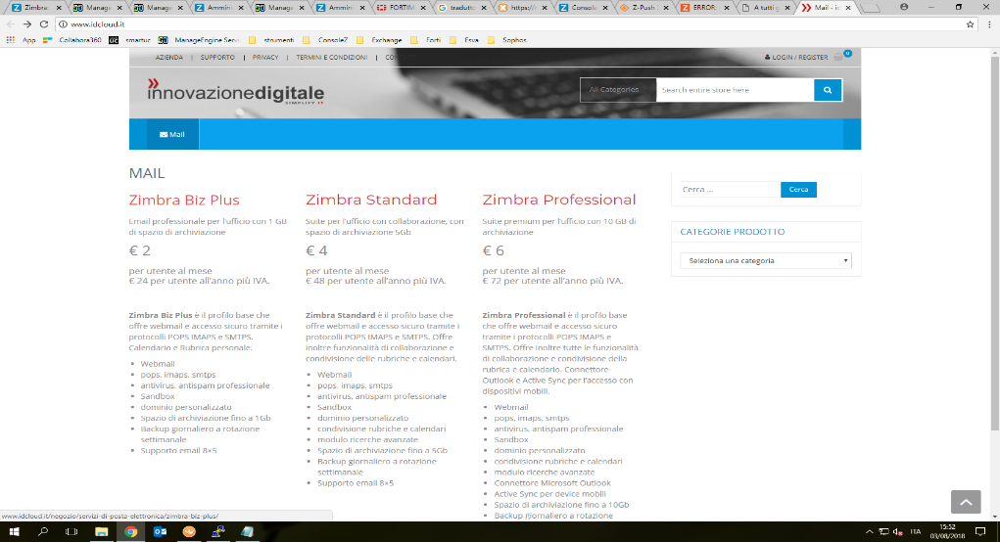 Zimbra:
Manage
Manage
Ammini
Manage
Ammini
FORTIM
tradutto
https://
Console
Z-Push
ERROR:
A tutti g
Mail - id
www.idcloud.it
App
Collabora360
smartuc
ManageEngine Serv
strumenti
ConsoleZ
Exchange
Forti
Esva
Sophos
AZIENDA | SUPPORTO | PRIVACY | TERMINI E CONDIZIONI |
LOGIN / REGISTER
0
innovazionedigitale
SIMPLIFY IT
All Categories
Search entire store here
Mail
MAIL
Zimbra Biz Plus
Email professionale per l'ufficio con 1 GB
di spazio di archiviazione
€ 2
per utente al mese
€ 24 per utente all'anno più IVA.
Zimbra Biz Plus è il profilo base che
offre webmail e accesso sicuro tramite i
protocolli POPS IMAPS e SMTPS.
Calendario e Rubrica personale.
• Webmail
• pops, imaps, smtps
• antivirus, antispam professionale
• Sandbox
• dominio personalizzato
• Spazio di archiviazione fino a 1Gb
• Backup giornaliero a rotazione
settimanale
• Supporto email 8×5
Zimbra Standard
Suite per l'ufficio con collaborazione, con
spazio di archiviazione 5Gb
€ 4
per utente al mese
€ 48 per utente all'anno più IVA.
Zimbra Standard è il profilo base che
offre webmail e accesso sicuro tramite i
protocolli POPS IMAPS e SMTPS. Offre
inoltre funzionalità di collaborazione e
condivisione delle rubriche e calendari.
• Webmail
• pops, imaps, smtps
• antivirus, antispam professionale
• Sandbox
• dominio personalizzato
• condivisione rubriche e calendari
• modulo ricerche avanzate
• Spazio di archiviazione fino a 5Gb
• Backup giornaliero a rotazione
settimanale
• Supporto email 8×5
Zimbra Professional
Suite premium per l'ufficio con 10 GB di
archiviazione
€ 6
per utente al mese
€ 72 per utente all'anno più IVA.
Zimbra Professional è il profilo base
che offre webmail e accesso sicuro
tramite i protocolli POPS IMAPS e
SMTPS. Offre inoltre tutte le funzionalità
di collaborazione e condivisione della
rubrica e calendario. Connettore
Outlook e Active Sync per l'accesso con
dispositivi mobili.
• Webmail
• pops, imaps, smtps
• antivirus, antispam professionale
• Sandbox
• dominio personalizzato
• condivisione rubriche e calendari
• modulo ricerche avanzate
• Connettore Microsoft Outlook
• Active Sync per device mobili
• Spazio di archiviazione fino a 10Gb
• Backup giornaliero a rotazione
Cerca ...
Cerca
CATEGORIE PRODOTTO
Seleziona una categoria
www.idcloud.it/negozio/servizi-di-posta-elettronica/zimbra-biz-plus/
ITA
15:52
03/08/2018